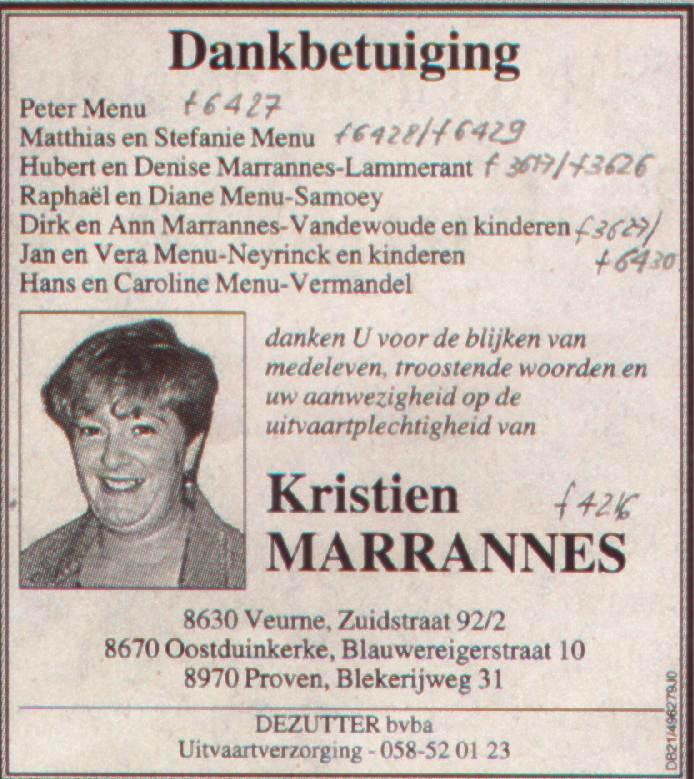 Dankbetuiging
Peter Menu f6427
Matthias en Stefanie Menu f6428/f6429
Hubert en Denise Marrannes-Lammerant f 3617/f3626
Raphaël en Diane Menu-Samoey
Dirk en Ann Marrannes-Vandewoude en kinderen f3627/
Jan en Vera Menu-Neyrinck en kinderen f6430
Hans en Caroline Menu-Vermandel
danken U voor de blijken van
medeleven, troostende woorden en
uw aanwezigheid op de
uitvaartplechtigheid van
Kristien f4216
MARRANNES
8630 Veurne, Zuidstraat 92/2
8670 Oostduinkerke, Blauwereigerstraat 10
8970 Proven, Blekerijweg 31
DEZUTTER bvba
Uitvaartverzorging - 058-52 01 23
DB21/496279J0